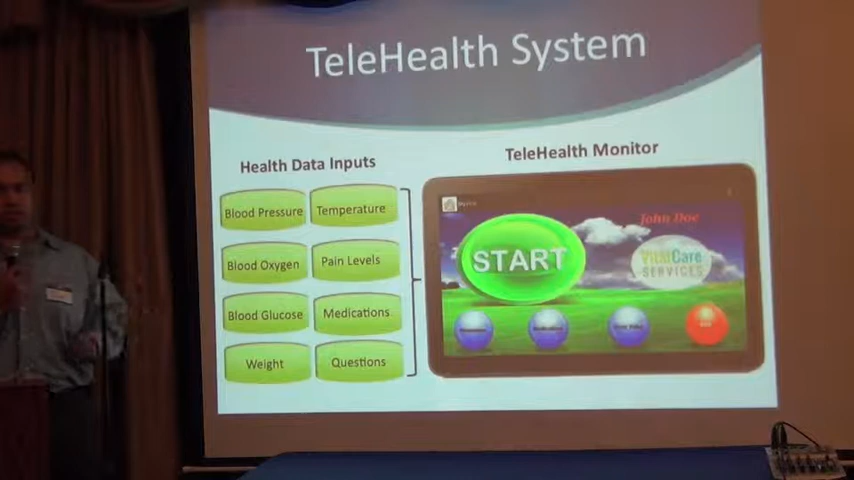 TeleHealth System
Health Data Inputs
TeleHealth Monitor
Blood Pressure
Temperature
Blood Oxygen
Pain Levels
Blood Glucose
Medications
Weight
Questions
John Doe
START
VitalCare
SERVICES